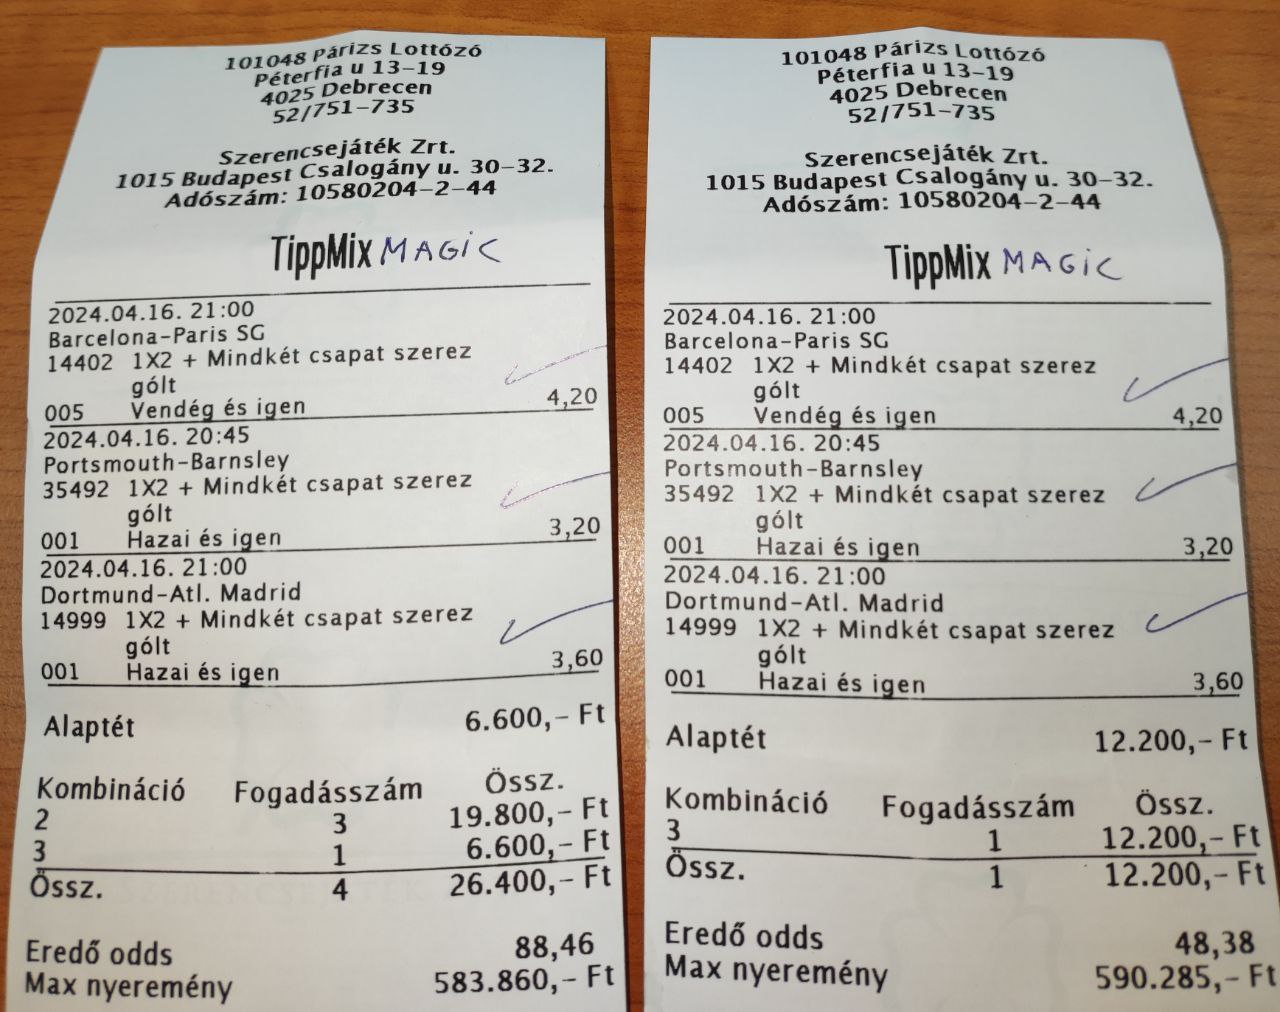 101048 Párizs Lottózó
Péterfia u 13-19
4025 Debrecen
52/751-735
Szerencsejáték Zrt.
1015 Budapest Csalogány u. 30-32.
Adószám: 10580204-2-44
TippMix MAGIC
2024.04.16. 21:00
Barcelona-Paris SG
14402 1X2 + Mindkét csapat szerez
gólt
005 Vendég és igen 4,20
2024.04.16. 20:45
Portsmouth-Barnsley
35492 1X2 + Mindkét csapat szerez
gólt
001 Hazai és igen 3,20
2024.04.16. 21:00
Dortmund-Atl. Madrid
14999 1X2 + Mindkét csapat szerez
gólt
001 Hazai és igen 3,60
Alaptét 6.600,- Ft
Kombináció Fogadásszám Össz.
2 3 19.800,- Ft
3 1 6.600,- Ft
Össz. 4 26.400,- Ft
Eredő odds 88,46
Max nyeremény 583.860,- Ft
101048 Párizs Lottózó
Péterfia u 13-19
4025 Debrecen
52/751-735
Szerencsejáték Zrt.
1015 Budapest Csalogány u. 30-32.
Adószám: 10580204-2-44
TippMix MAGIC
2024.04.16. 21:00
Barcelona-Paris SG
14402 1X2 + Mindkét csapat szerez
gólt
005 Vendég és igen 4,20
2024.04.16. 20:45
Portsmouth-Barnsley
35492 1X2 + Mindkét csapat szerez
gólt
001 Hazai és igen 3,20
2024.04.16. 21:00
Dortmund-Atl. Madrid
14999 1X2 + Mindkét csapat szerez
gólt
001 Hazai és igen 3,60
Alaptét 12.200,- Ft
Kombináció Fogadásszám Össz.
3 1 12.200,- Ft
Össz. 1 12.200,- Ft
Eredő odds 48,38
Max nyeremény 590.285,- Ft